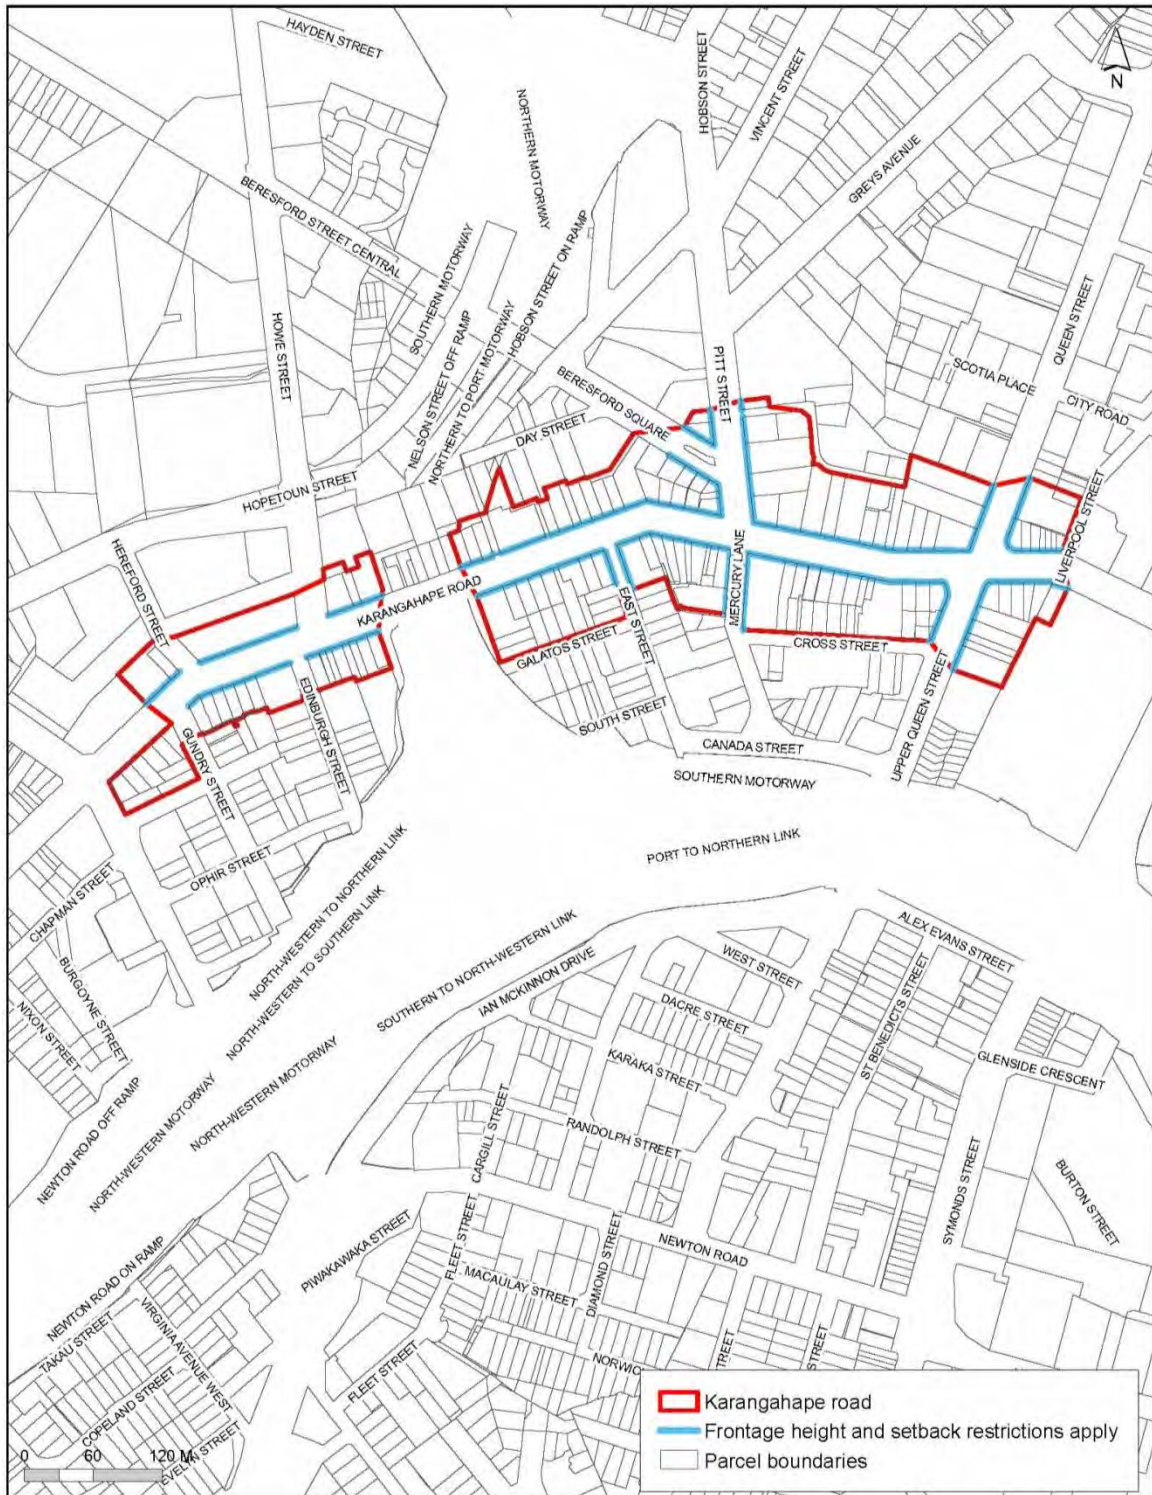 HAYDEN STREET
HOBSON STREET
VINCENT STREET
N
NORTHERN MOTORWAY
GREYS AVENUE
BERESFORD STREET CENTRAL
SOUTHERN MOTORWAY
HOBSON STREET ON RAMP
QUEEN STREET
HOWE STREET
NELSON STREET OFF RAMP
NORTHERN TO PORT MOTORWAY
PITT STREET
SCOTIA PLACE
BERESFORD SQUARE
CITY ROAD
DAY STREET
HOPETOUN STREET
LIVERPOOL STREET
HEREFORD STREET
KARANGAHAPE ROAD
MERCURY LANE
EAST STREET
GALATOS STREET
CROSS STREET
EDINBURGH STREET
GUNDRY STREET
SOUTH STREET
UPPER QUEEN STREET
CANADA STREET
SOUTHERN MOTORWAY
PORT TO NORTHERN LINK
OPHIR STREET
CHAPMAN STREET
NORTH-WESTERN TO NORTHERN LINK
NORTH-WESTERN TO SOUTHERN LINK
SOUTHERN TO NORTH-WESTERN LINK
IAN MCKINNON DRIVE
WEST STREET
ALEX EVANS STREET
BURGOYNE STREET
NIXON STREET
DACRE STREET
ST BENEDICTS STREET
KARAKA STREET
GLENSIDE CRESCENT
NEWTON ROAD OFF RAMP
NORTH-WESTERN MOTORWAY
NORTH-WESTERN MOTORWAY
CARGILL STREET
RANDOLPH STREET
SYMONDS STREET
BURTON STREET
PIWAKAWAKA STREET
FLEET STREET
NEWTON ROAD
MACAULAY STREET
DIAMOND STREET
NEWTON ROAD ON RAMP
TAKAU STREET
VIRGINIA AVENUE WEST
COPELAND STREET
FLEET STREET
NORWIC
STREET
STREET
EVELYN STREET
0 60 120 M
Karangahape road
Frontage height and setback restrictions apply
Parcel boundaries